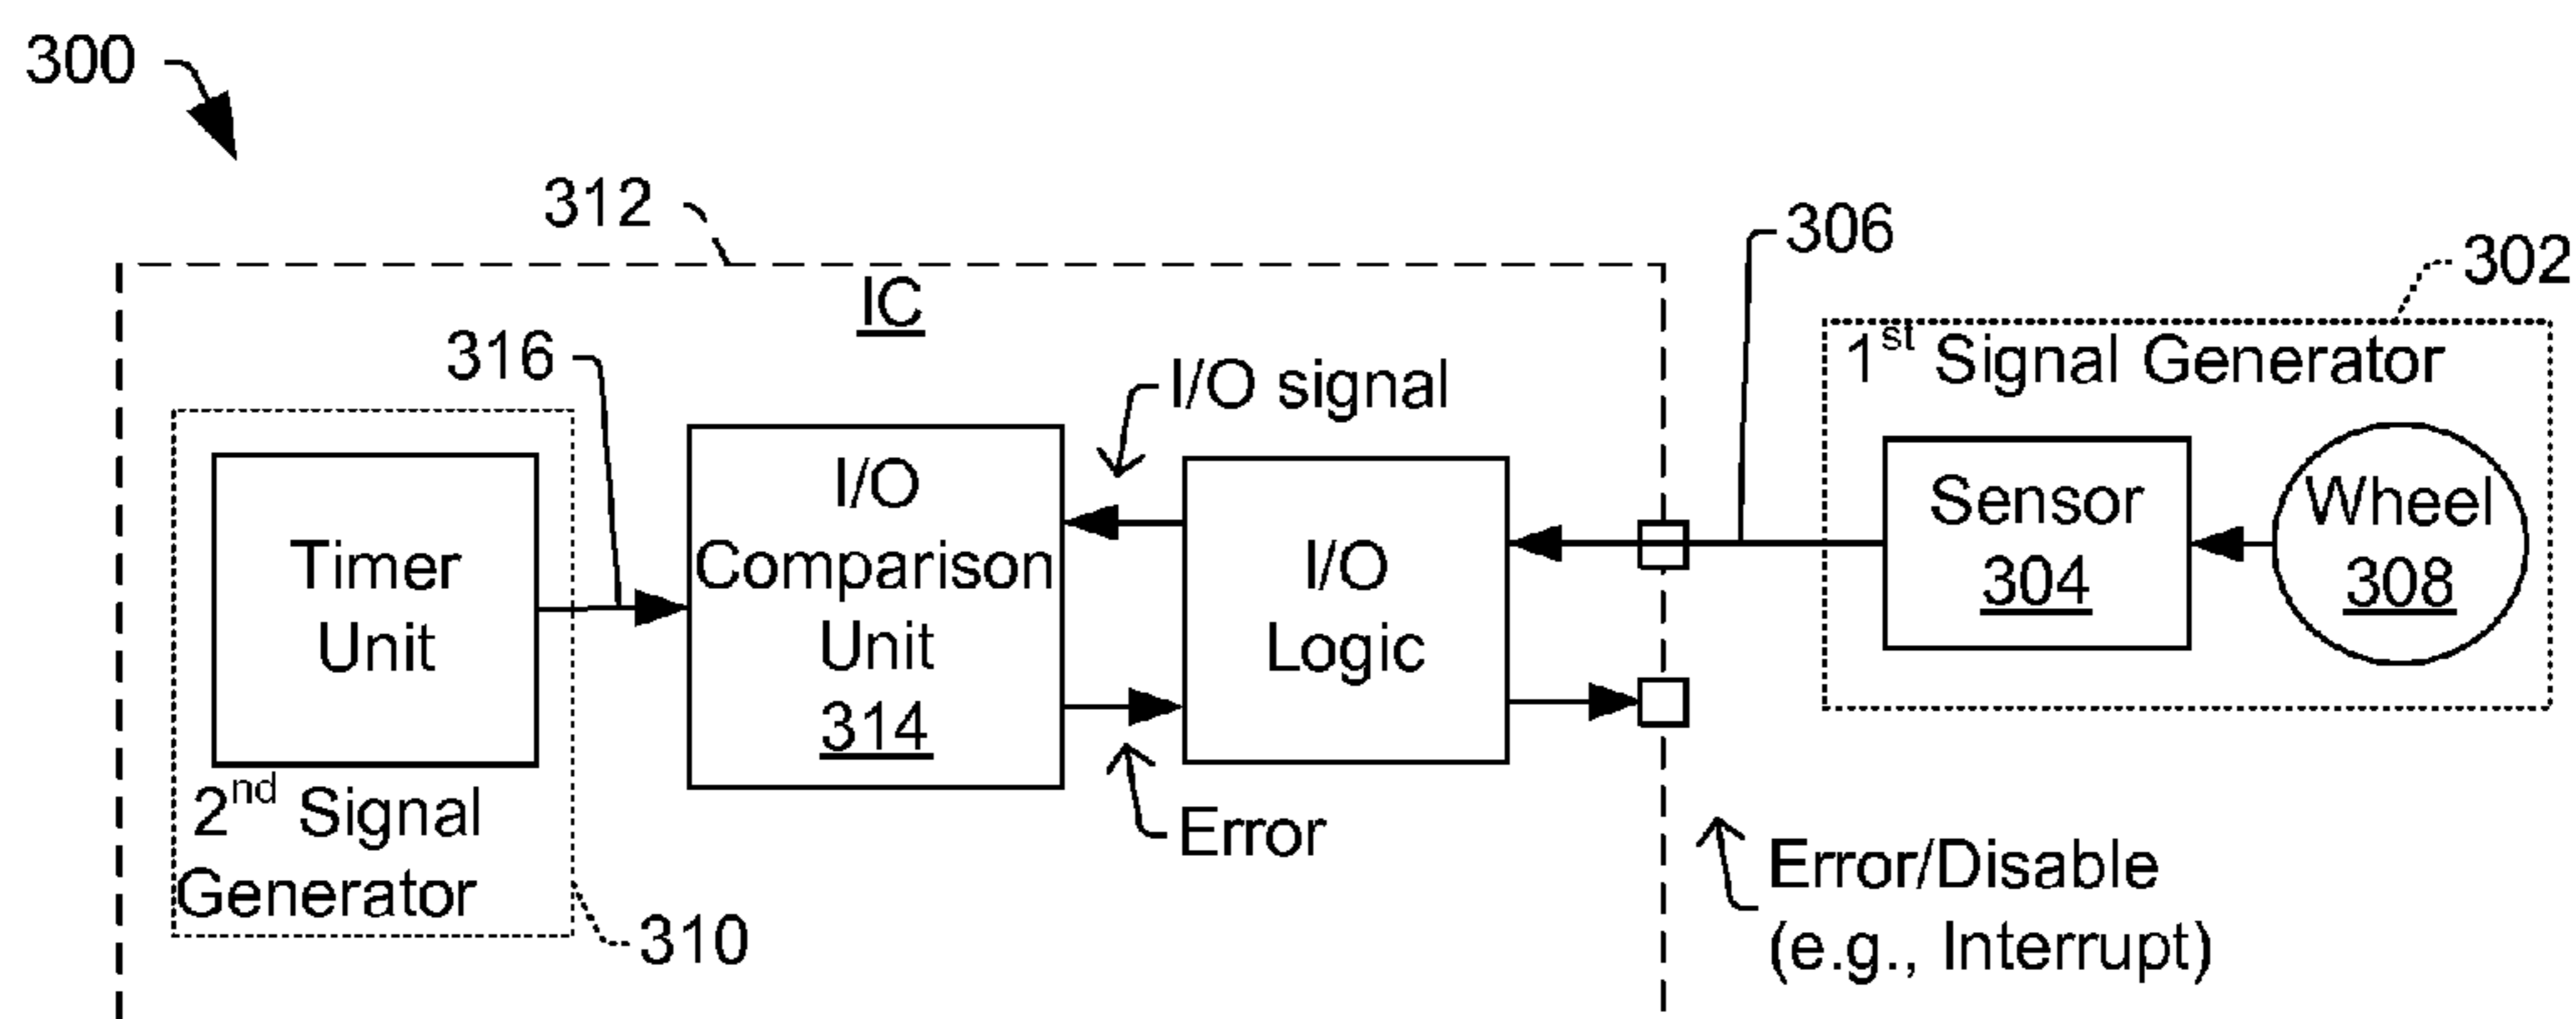 300
312
306
302
IC
1st Signal Generator
316
I/O signal
Timer
Unit
I/O
Comparison
Unit
314
I/O
Logic
Sensor
304
Wheel
308
2nd Signal
Generator
Error
310
Error/Disable
(e.g., Interrupt)